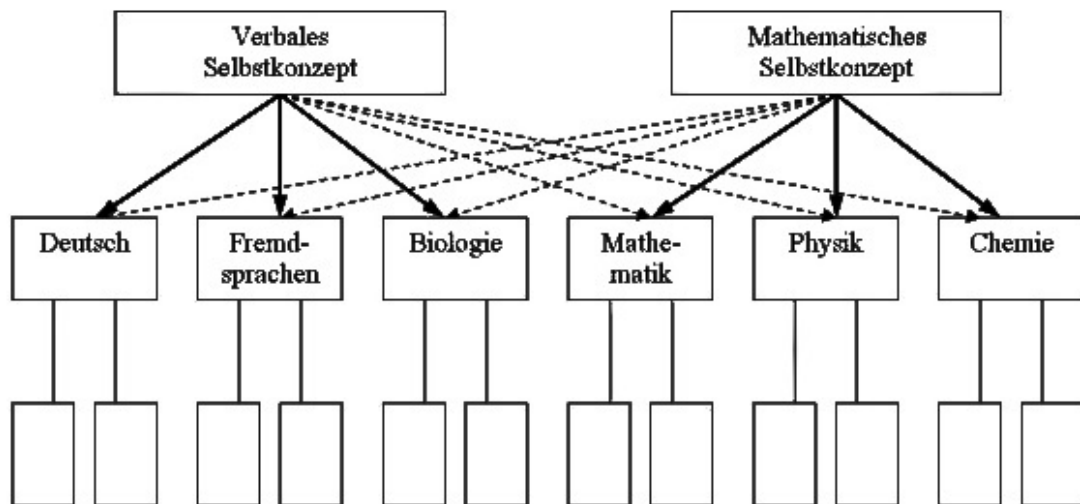 Verbales
Selbstkonzept
Mathematisches
Selbstkonzept
Deutsch
Fremd-
sprachen
Biologie
Mathe-
matik
Physik
Chemie